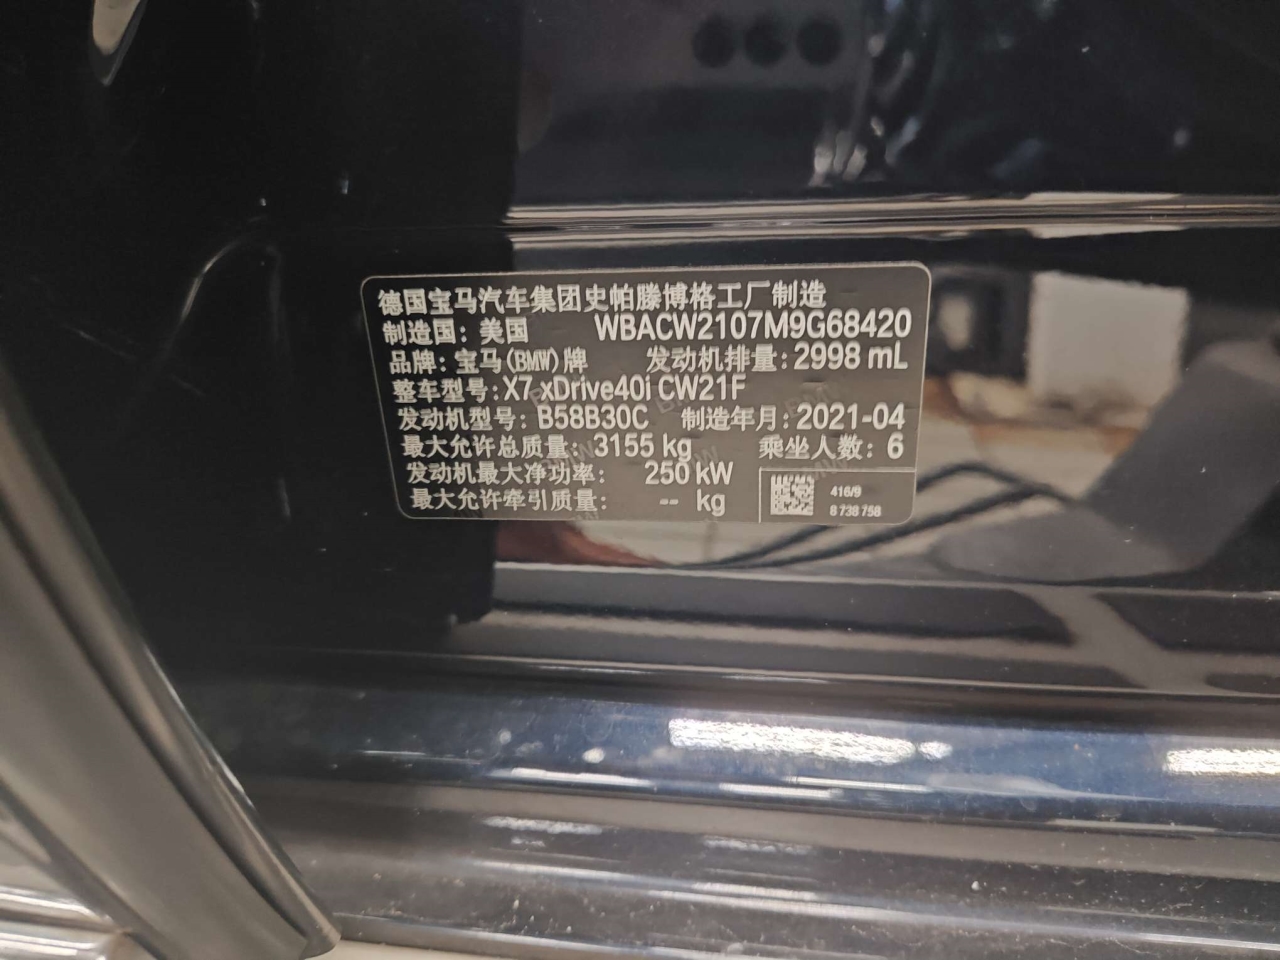 德国宝马汽车集团史帕滕博格工厂制造
制造国：美国 WBACW2107M9G68420
品牌：宝马(BMW)牌 发动机排量：2998 mL
整车型号：X7 xDrive40i CW21F
发动机型号：B58B30C 制造年月：2021-04
最大允许总质量：3155 kg 乘坐人数：6
发动机最大净功率：250 kW
最大允许牵引质量：-- kg
416/9
8 738 758